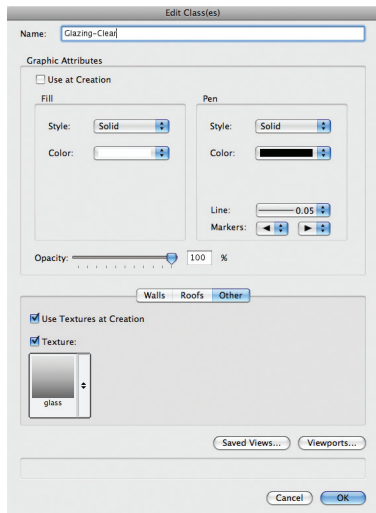 Edit Class(es)
Name: Glazing-Clear
Graphic Attributes
Use at Creation
Fill
Style: Solid
Color:
Pen
Style: Solid
Color:
Line: 0.05
Markers:
Opacity: 100 %
Walls Roofs Other
Use Textures at Creation
Texture:
glass
Saved Views... Viewports...
Cancel OK